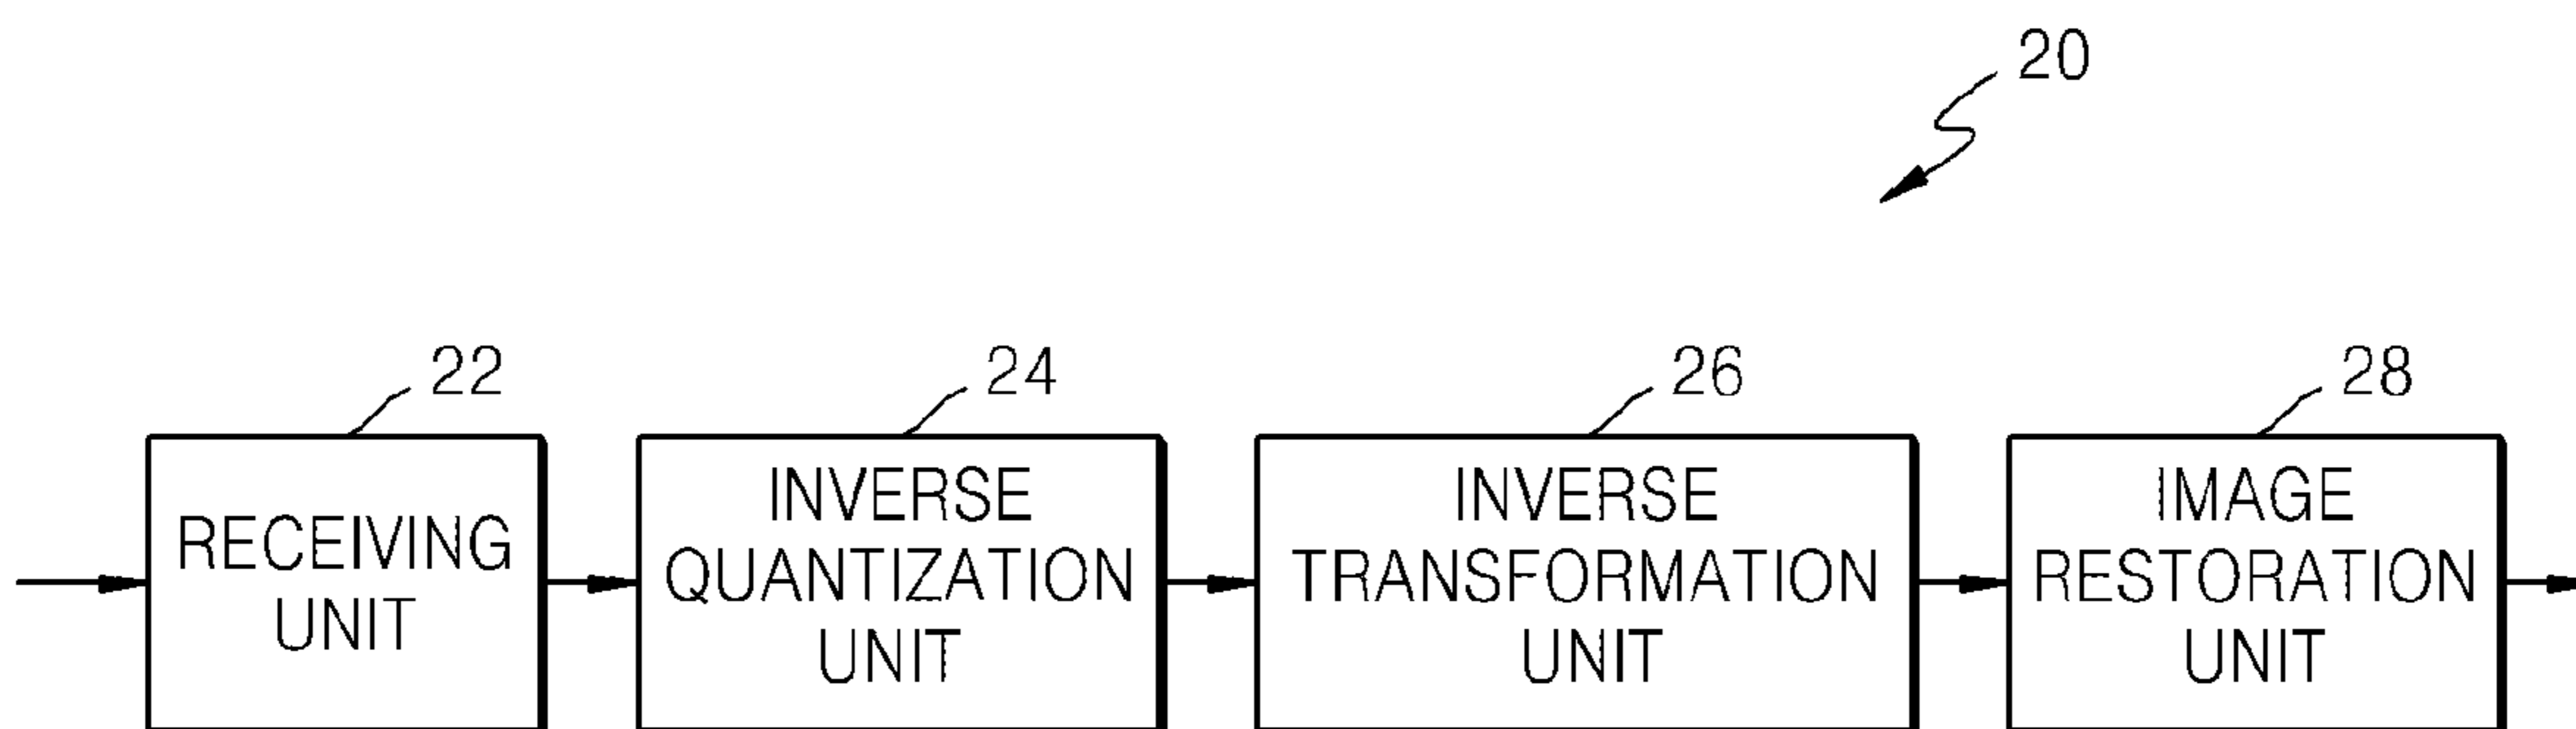 20
22
24
26
28
RECEIVING
UNIT
INVERSE
QUANTIZATION
UNIT
INVERSE
TRANSFORMATION
UNIT
IMAGE
RESTORATION
UNIT